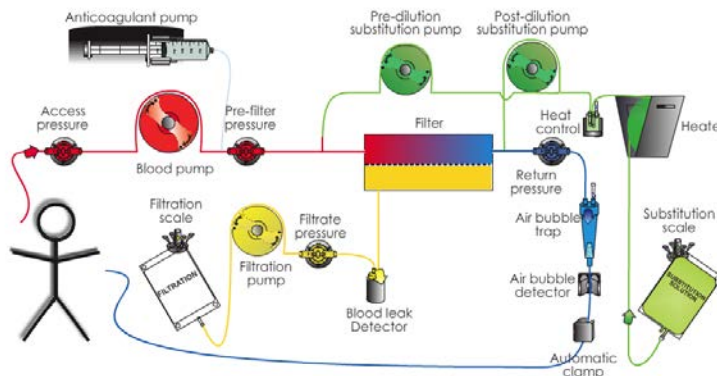 Anticoagulant pump
Pre-dilution
substitution pump
Post-dilution
substitution pump
Access
pressure
Pre-filter
pressure
Blood pump
Filter
Heat
control
Heater
Return
pressure
Filtration
scale
Filtrate
pressure
Air bubble
trap
Substitution
scale
FILTRATION
Filtration pump
Air bubble
detector
SUBSTITUTION
SOLUTION
Blood leak
Detector
Automatic
clamp